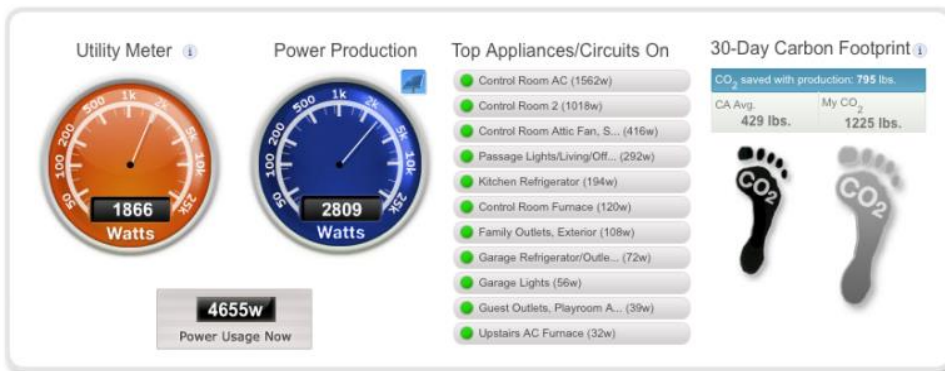 Utility Meter
50
100
200
500
1k
2k
5k
10k
25k
1866
Watts
Power Production
50
100
200
500
1k
2k
5k
10k
25k
2809
Watts
4655w
Power Usage Now
Top Appliances/Circuits On
Control Room AC (1562w)
Control Room 2 (1018w)
Control Room Attic Fan, S... (416w)
Passage Lights/Living/Off... (292w)
Kitchen Refrigerator (194w)
Control Room Furnace (120w)
Family Outlets, Exterior (108w)
Garage Refrigerator/Outle... (72w)
Garage Lights (56w)
Guest Outlets, Playroom A... (39w)
Upstairs AC Furnace (32w)
30-Day Carbon Footprint
CO2 saved with production: 795 lbs.
CA Avg.
429 lbs.
My CO2
1225 lbs.
CO2
CO2